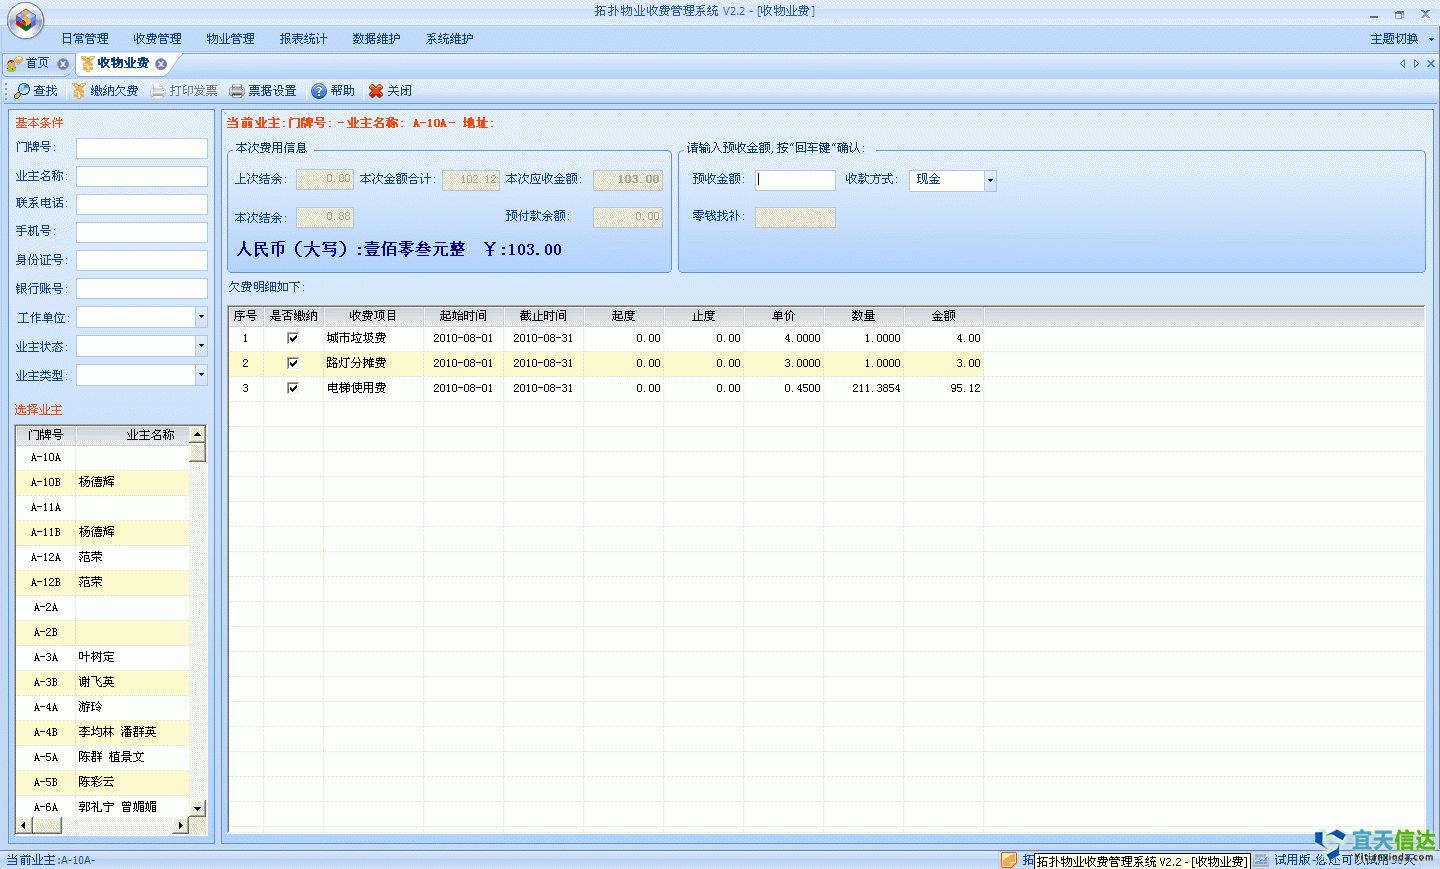 拓扑物业收费管理系统 V2.2 - [收物业费]
日常管理 收费管理 物业管理 报表统计 数据维护 系统维护 主题切换
首页 收物业费
查找 缴纳欠费 打印发票 票据设置 帮助 关闭
基本条件
门牌号:
业主名称:
联系电话:
手机号:
身份证号:
银行账号:
工作单位:
业主状态:
业主类型:
选择业主
门牌号 业主名称
A-10A
A-10B 杨德辉
A-11A
A-11B 杨德辉
A-12A 范荣
A-12B 范荣
A-2A
A-2B
A-3A 叶树定
A-3B 谢飞英
A-4A 游玲
A-4B 李均林 潘群英
A-5A 陈群 植景文
A-5B 陈彩云
A-6A 郭礼宁 曾媚媚
当前业主:门牌号: -业主名称: A-10A- 地址:
本次费用信息
上次结余: 0.00 本次金额合计: 102.12 本次应收金额: 103.00
本次结余: 0.88 预付款余额: 0.00
人民币（大写）:壹佰零叁元整 ￥:103.00
请输入预收金额,按“回车键”确认:
预收金额: 收款方式: 现金
零钱找补:
欠费明细如下:
序号 是否缴纳 收费项目 起始时间 截止时间 起度 止度 单价 数量 金额
1 城市垃圾费 2010-08-01 2010-08-31 0.00 0.00 4.0000 1.0000 4.00
2 路灯分摊费 2010-08-01 2010-08-31 0.00 0.00 3.0000 1.0000 3.00
3 电梯使用费 2010-08-01 2010-08-31 0.00 0.00 0.4500 211.3854 95.12
当前业主:A-10A-
拓
拓扑物业收费管理系统 V2.2 - [收物业费]
试用版-您还可以试用
宜天信达
Yitianxinda.com